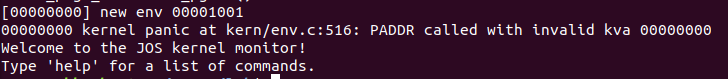 [00000000] new env 00001001
00000000 kernel panic at kern/env.c:516: PADDR called with invalid kva 00000000
Welcome to the JOS kernel monitor!
Type 'help' for a list of commands.